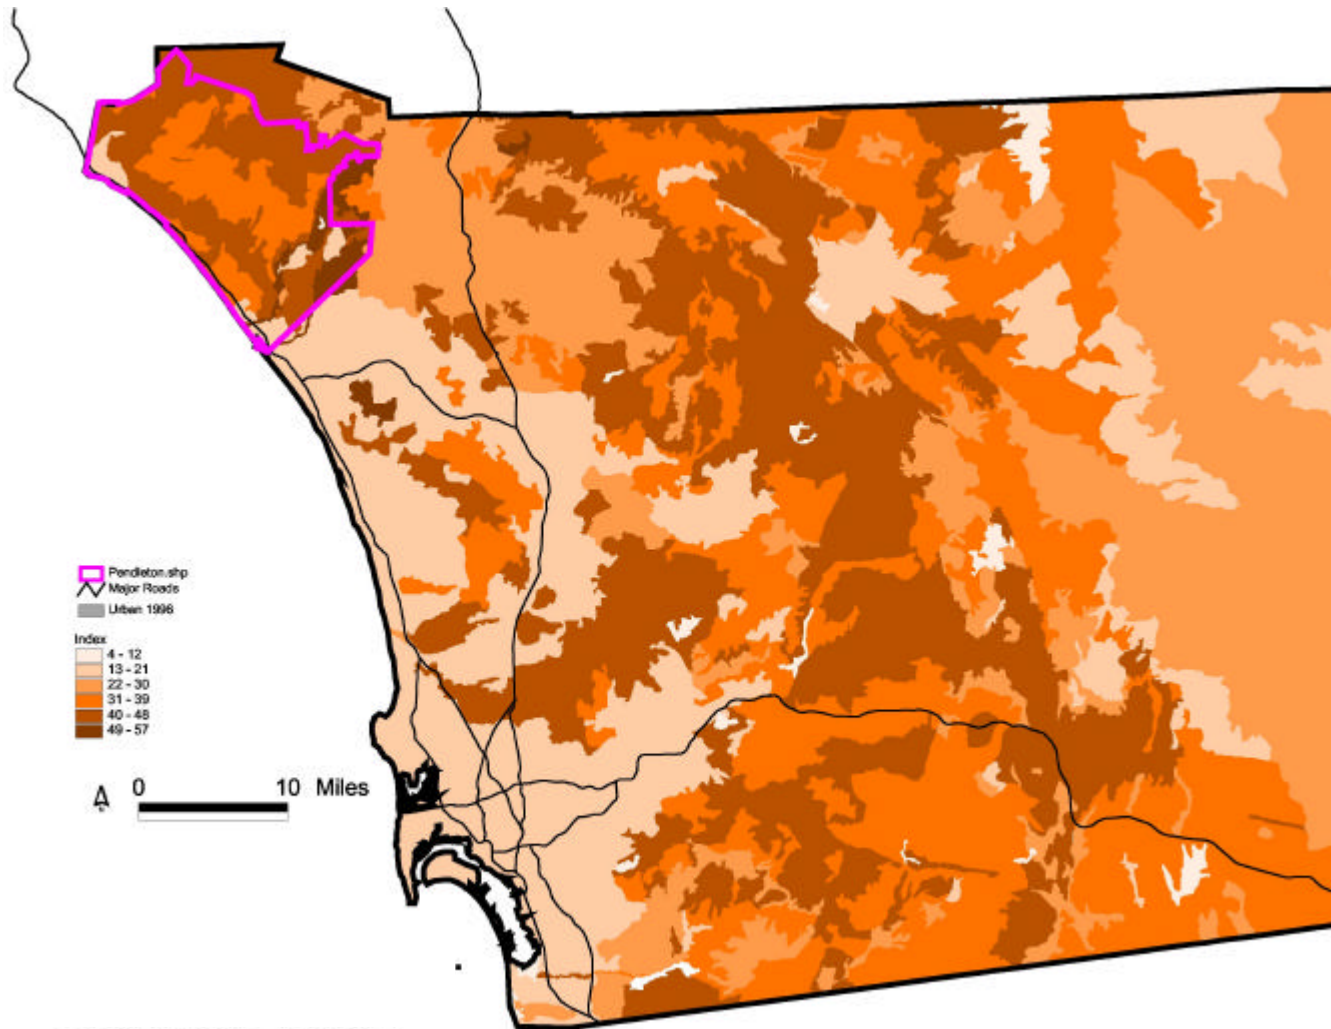 Pendleton.shp
Major Roads
Urban 1996
Index
4 - 12
13 - 21
22 - 30
31 - 39
40 - 48
49 - 57
0 10 Miles